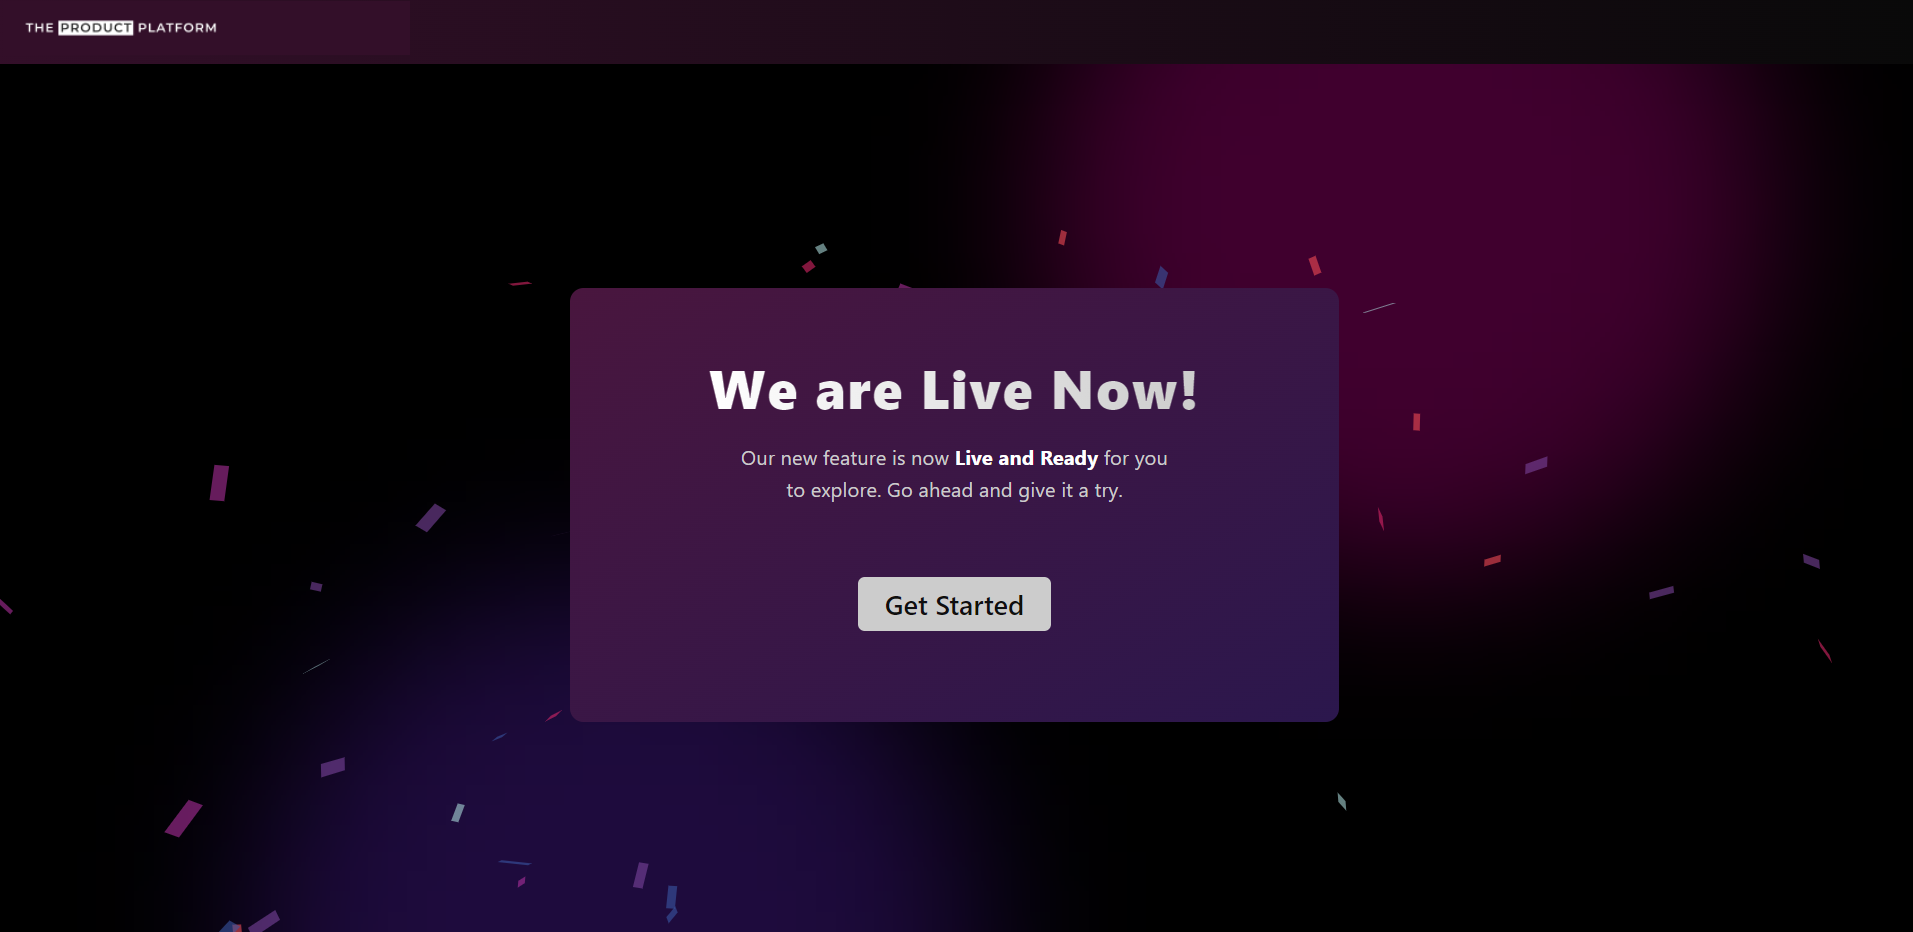 THE PRODUCT PLATFORM
We are Live Now!
Our new feature is now Live and Ready for you
to explore. Go ahead and give it a try.
Get Started